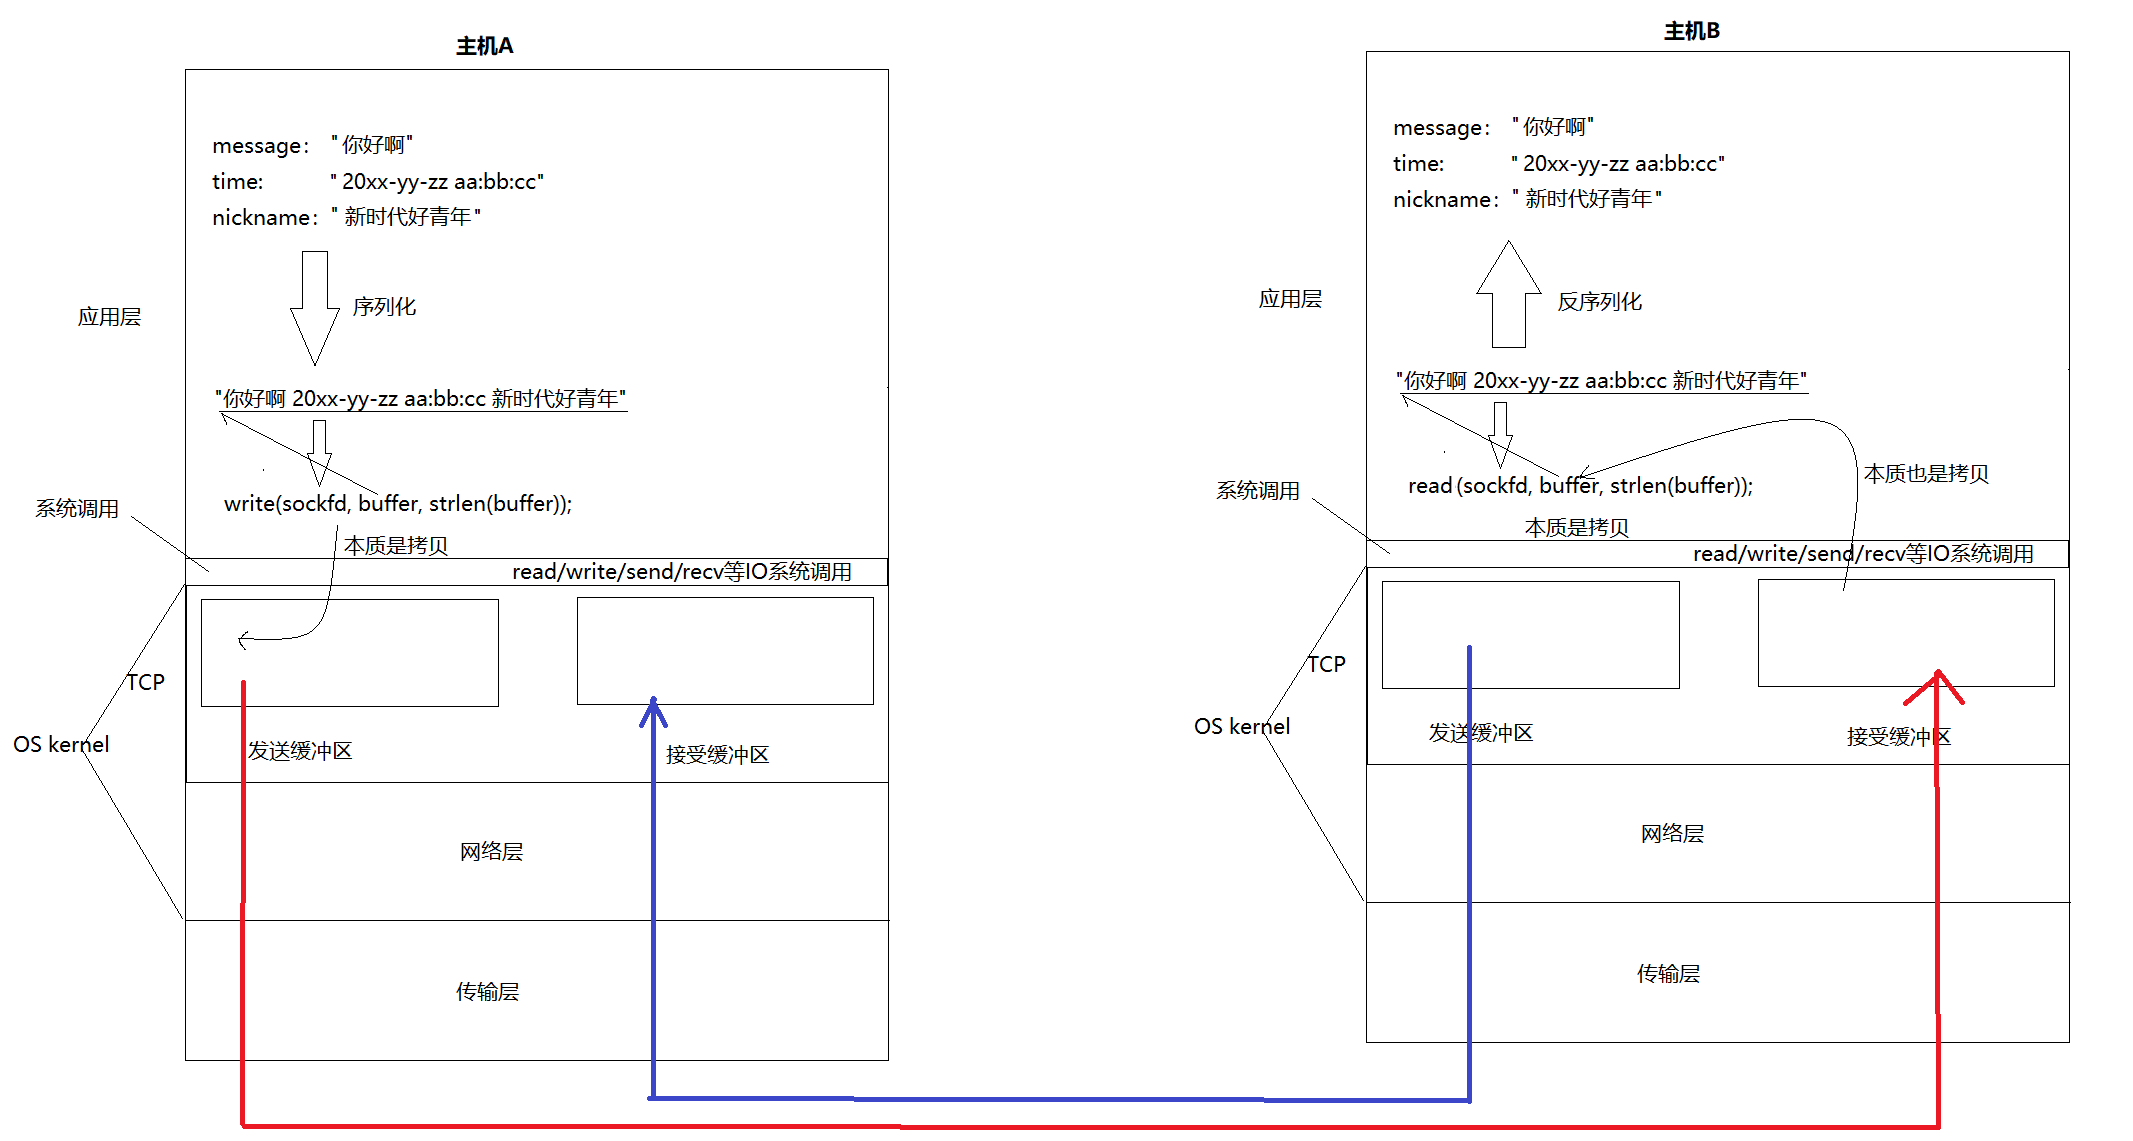 主机A
message： "你好啊"
time: "20xx-yy-zz aa:bb:cc"
nickname： "新时代好青年"
序列化
应用层
"你好啊 20xx-yy-zz aa:bb:cc 新时代好青年"
write(sockfd, buffer, strlen(buffer));
系统调用
本质是拷贝
read/write/send/recv等IO系统调用
TCP
OS kernel
发送缓冲区
接受缓冲区
网络层
传输层
主机B
message： "你好啊"
time: "20xx-yy-zz aa:bb:cc"
nickname： "新时代好青年"
反序列化
应用层
"你好啊 20xx-yy-zz aa:bb:cc 新时代好青年"
本质也是拷贝
read (sockfd, buffer, strlen(buffer));
系统调用
本质是拷贝
read/write/send/recv等IO系统调用
TCP
OS kernel
发送缓冲区
接受缓冲区
网络层
传输层